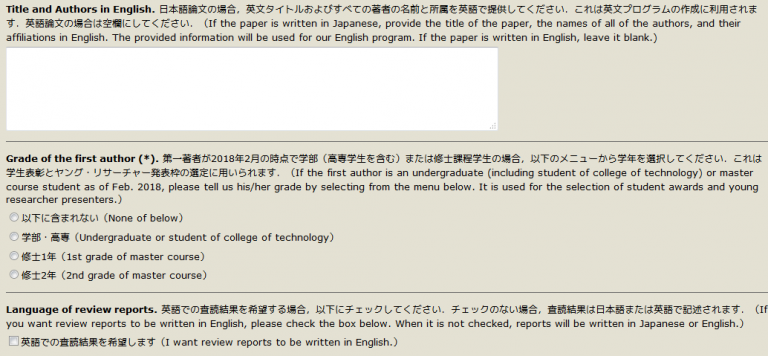 Title and Authors in English. 日本語論文の場合，英文タイトルおよびすべての著者の名前と所属を英語で提供してください．これは英文プログラムの作成に利用されま
す．英語論文の場合は空欄にしてください．（If the paper is written in Japanese, provide the title of the paper, the names of all of the authors, and their
affiliations in English. The provided information will be used for our English program. If the paper is written in English, leave it blank.)
Grade of the first author (*). 第一著者が2018年2月の時点で学部（高専学生を含む）または修士課程学生の場合，以下のメニューから学年を選択してください．これは
学生表彰とヤング・リサーチャー発表枠の選定に用いられます．（If the first author is an undergraduate (including student of college of technology) or master
course student as of Feb. 2018, please tell us his/her grade by selecting from the menu below. It is used for the selection of student awards and young
researcher presenters.）
以下に含まれない（None of below）
学部・高専（Undergraduate or student of college of technology）
修士1年（1st grade of master course）
修士2年（2nd grade of master course）
Language of review reports. 英語での査読結果を希望する場合，以下にチェックしてください．チェックのない場合，査読結果は日本語または英語で記述されます．（If
you want review reports to be written in English, please check the box below. When it is not checked, reports will be written in Japanese or English.）
英語での査読結果を希望します（I want review reports to be written in English.）